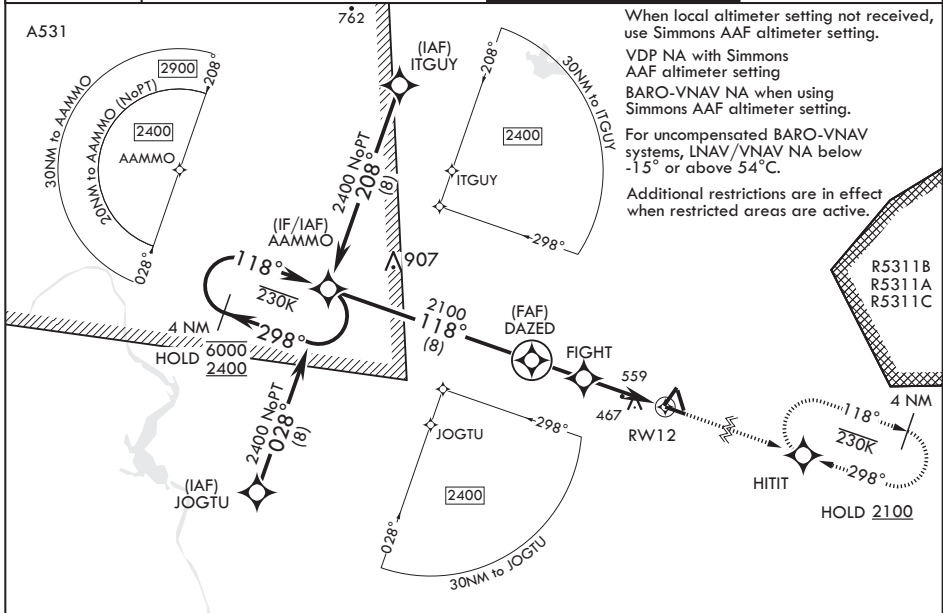 A531
762
(IAF)
ITGUY
When local altimeter setting not received,
use Simmons AAF altimeter setting.
VDP NA with Simmons
AAF altimeter setting
BARO-VNAV NA when using
Simmons AAF altimeter setting.
For uncompensated BARO-VNAV
systems, LNAV/VNAV NA below
-15° or above 54°C.
Additional restrictions are in effect
when restricted areas are active.
30NM to AAMMO
20NM to AAMMO (NoPT)
2900
208°
2400
AAMMO
028°
2400 NoPT
208°
(8)
208°
30NM to ITGUY
2400
ITGUY
298°
(IF/IAF)
AAMMO
118°
230K
298°
4 NM
HOLD 6000
2400
907
2100
118°
(8)
(FAF)
DAZED
FIGHT
559
467
RW12
R5311B
R5311A
R5311C
4 NM
118°
230K
298°
HITIT
HOLD 2100
2400 NoPT
028°
(8)
(IAF)
JOGTU
JOGTU
298°
2400
028°
30NM to JOGTU